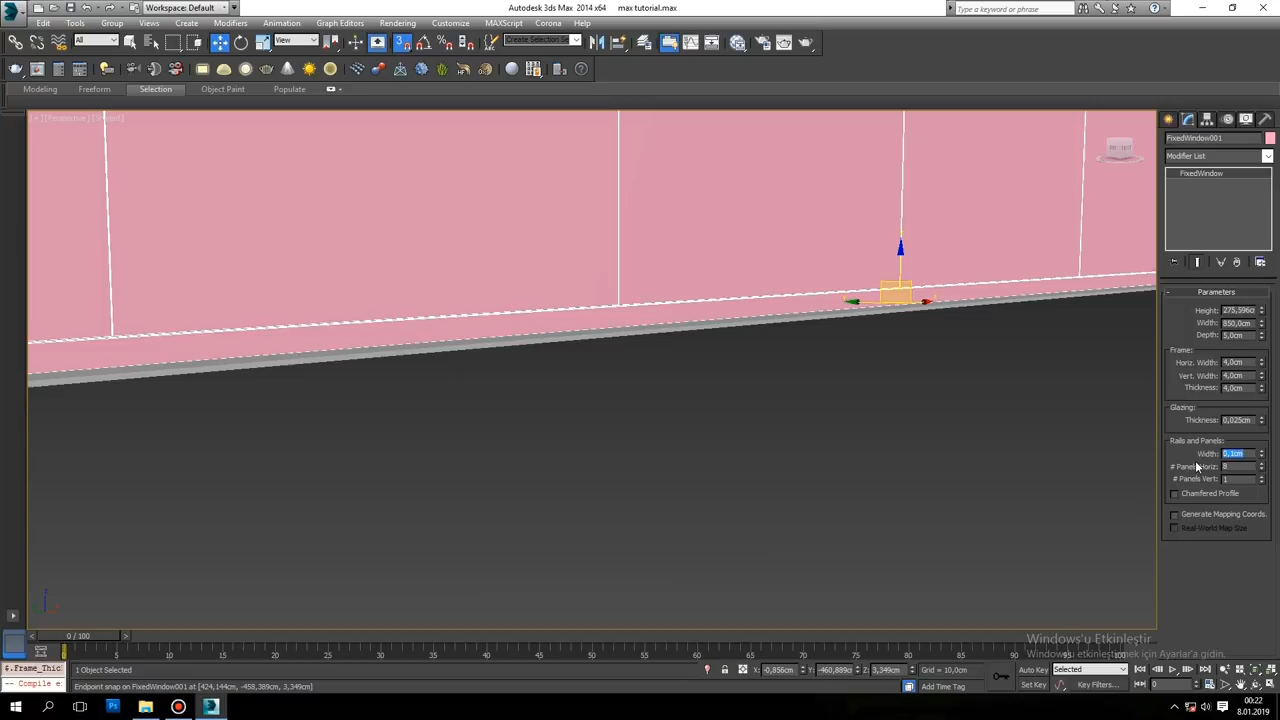 Workspace: Default
Autodesk 3ds Max 2014 x64
max tutorial.max
Type a keyword or phrase
Edit Tools Group Views Create Modifiers Animation Graph Editors Rendering Customize MAXScript Corona Help
All
View
Create Selection Se
Modeling Freeform Selection Object Paint Populate
FixedWindow001
Modifier List
FixedWindow
Parameters
Height: 275,596c
Width: 850,0cm
Depth: 5,0cm
Frame:
Horiz. Width: 4,0cm
Vert. Width: 4,0cm
Thickness: 4,0cm
Glazing:
Thickness: 0,025cm
Rails and Panels:
Width: 0,1cm
# Panels Horiz: 8
# Panels Vert: 1
Chamfered Profile
Generate Mapping Coords.
Real-World Map Size
Windows'u Etkinleştir
Windows'u etkinleştirmek için Ayarlar'a gidin.
0 / 100
0 5 10 15 20 25 30 35 40 45 50 55 60 65 70 75 80 85 90 95 100
1 Object Selected
X: -0,856cm Y: -460,889cm Z: 3,349cm
Grid = 10,0cm
Auto Key
Selected
Endpoint snap on FixedWindow001 at [424,144cm, -458,389cm, 3,349cm]
Add Time Tag
Set Key
Key Filters...
0
-- Compile e
00:22
8.01.2019